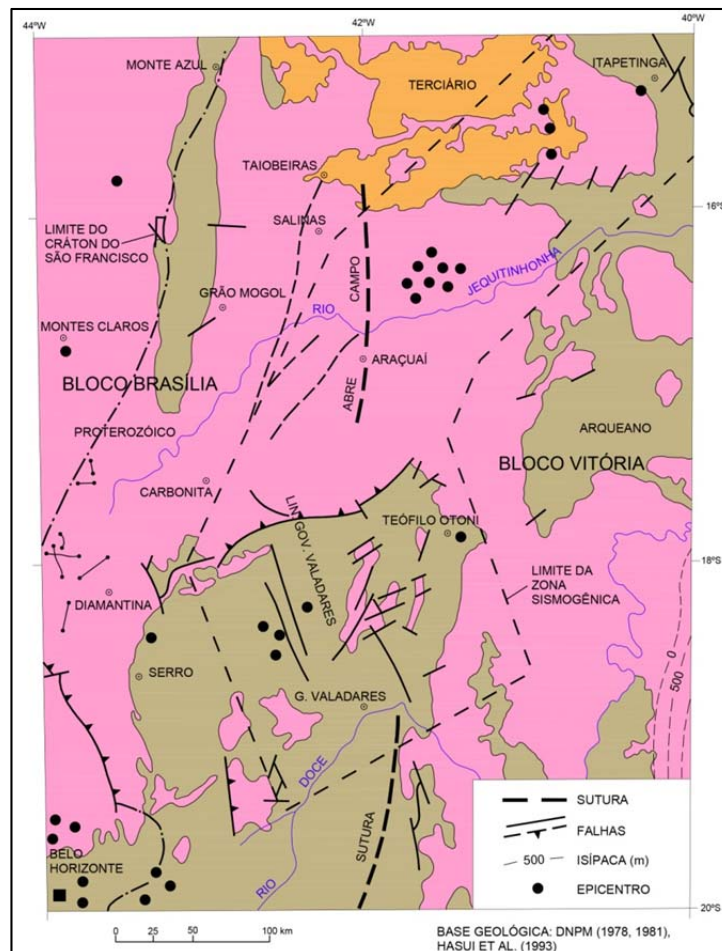 44°W
42°W
40°W
MONTE AZUL
ITAPETINGA
TERCIÁRIO
TAIOBEIRAS
16°S
SALINAS
LIMITE DO
CRÁTON DO
SÃO FRANCISCO
CAMPO
JEQUITINHONHA
GRÃO MOGOL
RIO
MONTES CLAROS
ARAÇUAÍ
BLOCO BRASÍLIA
ABRE
ARQUEANO
PROTEROZÓICO
BLOCO VITÓRIA
CARBONITA
LIN. GOV. VALADARES
TEÓFILO OTONI
18°S
LIMITE DA
ZONA
SISMOGÊNICA
DIAMANTINA
0
500
SERRO
G. VALADARES
DOCE
SUTURA
RIO
BELO
HORIZONTE
SUTURA
FALHAS
500 ISÍPACA (m)
EPICENTRO
20°S
0 50 100 km
BASE GEOLÓGICA: DNPM (1978, 1981),
HASUI ET AL. (1993)